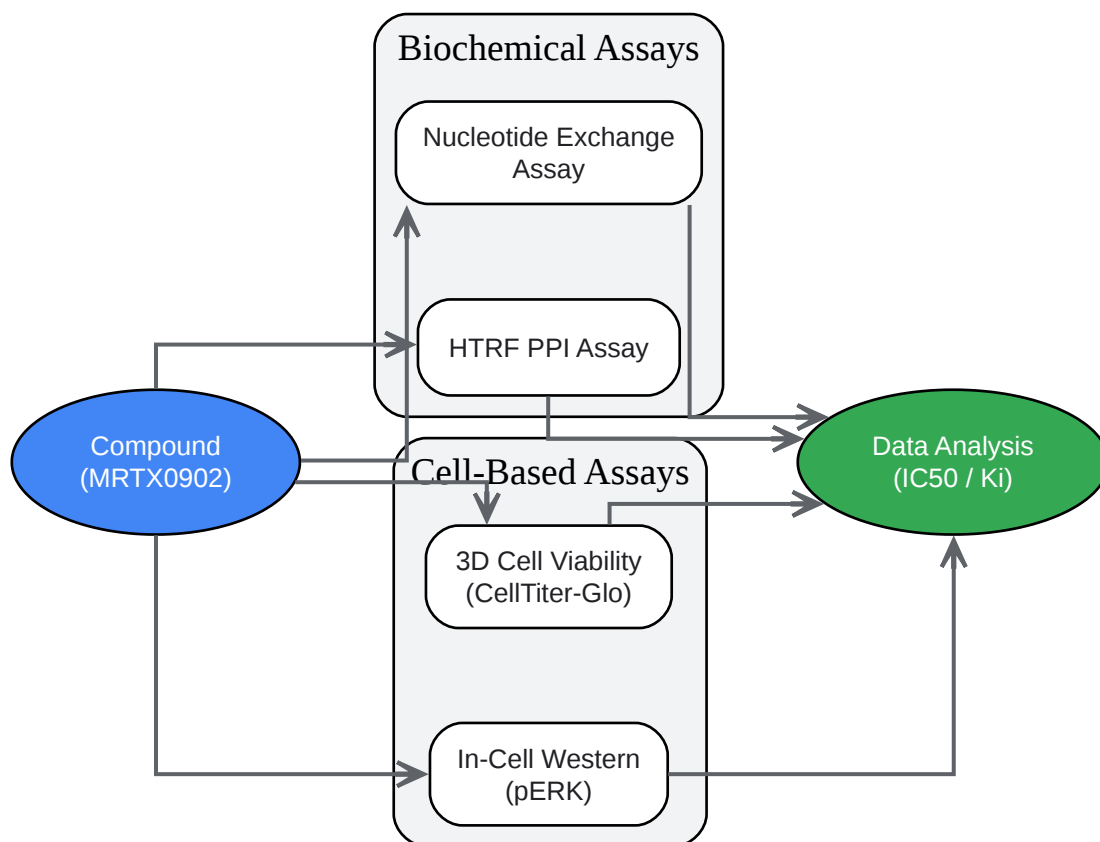 Biochemical Assays
Nucleotide Exchange
Assay
HTRF PPI Assay
Compound
(MRTX0902)
Data Analysis
(IC50 / Ki)
Cell-Based Assays
3D Cell Viability
(CellTiter-Glo)
In-Cell Western
(pERK)